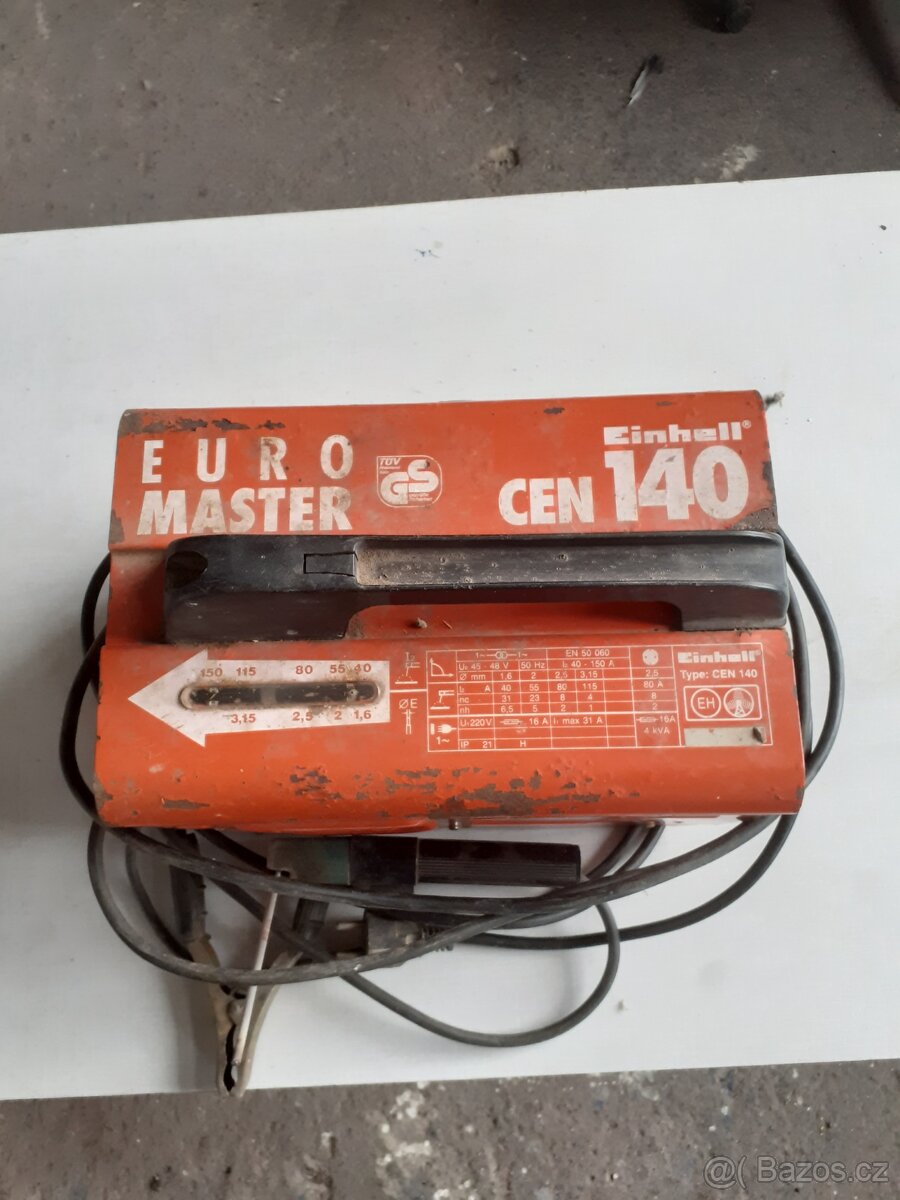 EURO
MASTER
TÜV
GS
Einhell®
CEN 140
150 115 80 55 40
3,15 2,5 2 1,6
Ø E
1~ 1~ EN 50 060
U₀ 45 - 48 V 50 Hz I₂ 40 - 150 A
Ø mm 1,6 2 2,5 3,15 2,5
I₂ A 40 55 80 115 80 A
nc 31 23 8 4 8
nh 6,5 5 2 1 2
U₁ 220V 16 A I₁ max 31 A 16A
1~ 4 kVA
IP 21 H
Einhell
Type: CEN 140
EH
@( Bazos.cz